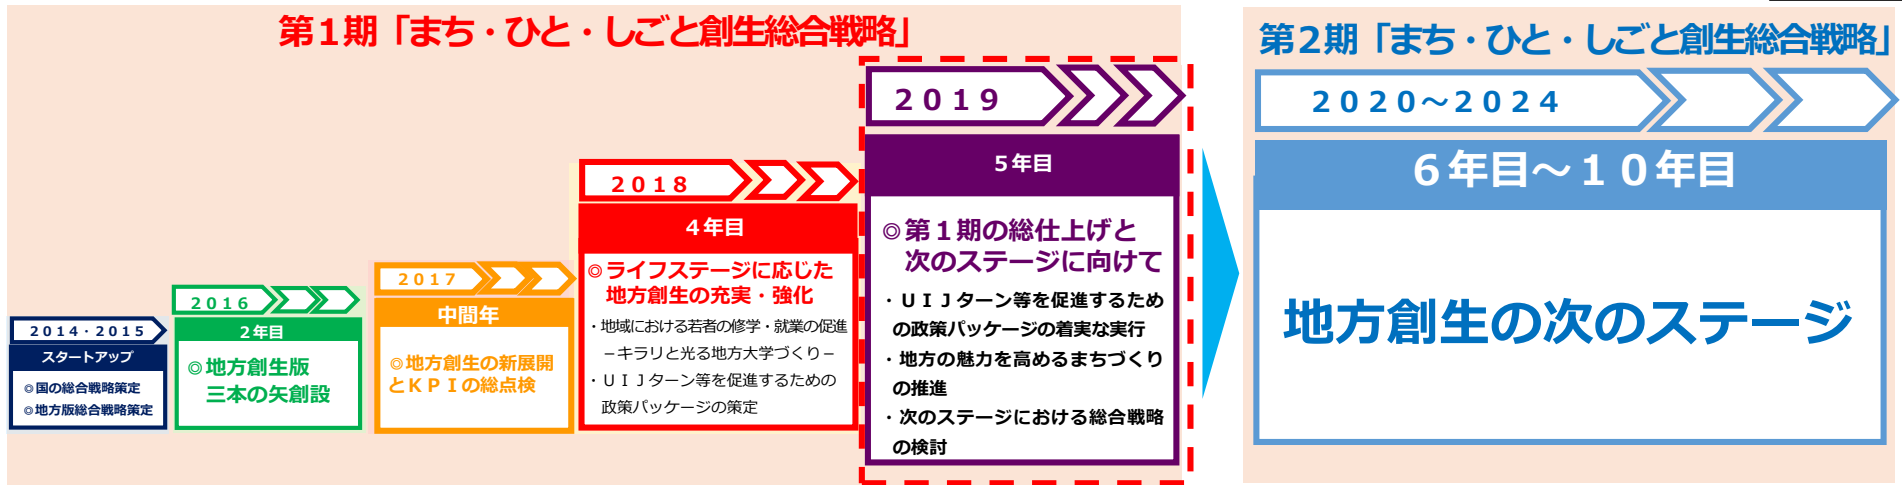 第１期「まち・ひと・しごと創生総合戦略」
２０１４・２０１５
スタートアップ
◎国の総合戦略策定
◎地方版総合戦略策定
２０１６
２年目
◎地方創生版
三本の矢創設
２０１７
中間年
◎地方創生の新展開
とＫＰＩの総点検
２０１８
４年目
◎ライフステージに応じた
地方創生の充実・強化
・地域における若者の修学・就業の促進
－キラリと光る地方大学づくり－
・ＵＩＪターン等を促進するための
政策パッケージの策定
２０１９
５年目
◎第１期の総仕上げと
次のステージに向けて
・ＵＩＪターン等を促進するため
の政策パッケージの着実な実行
・地方の魅力を高めるまちづくり
の推進
・次のステージにおける総合戦略
の検討
第２期「まち・ひと・しごと創生総合戦略」
２０２０～２０２４
６年目～１０年目
地方創生の次のステージ